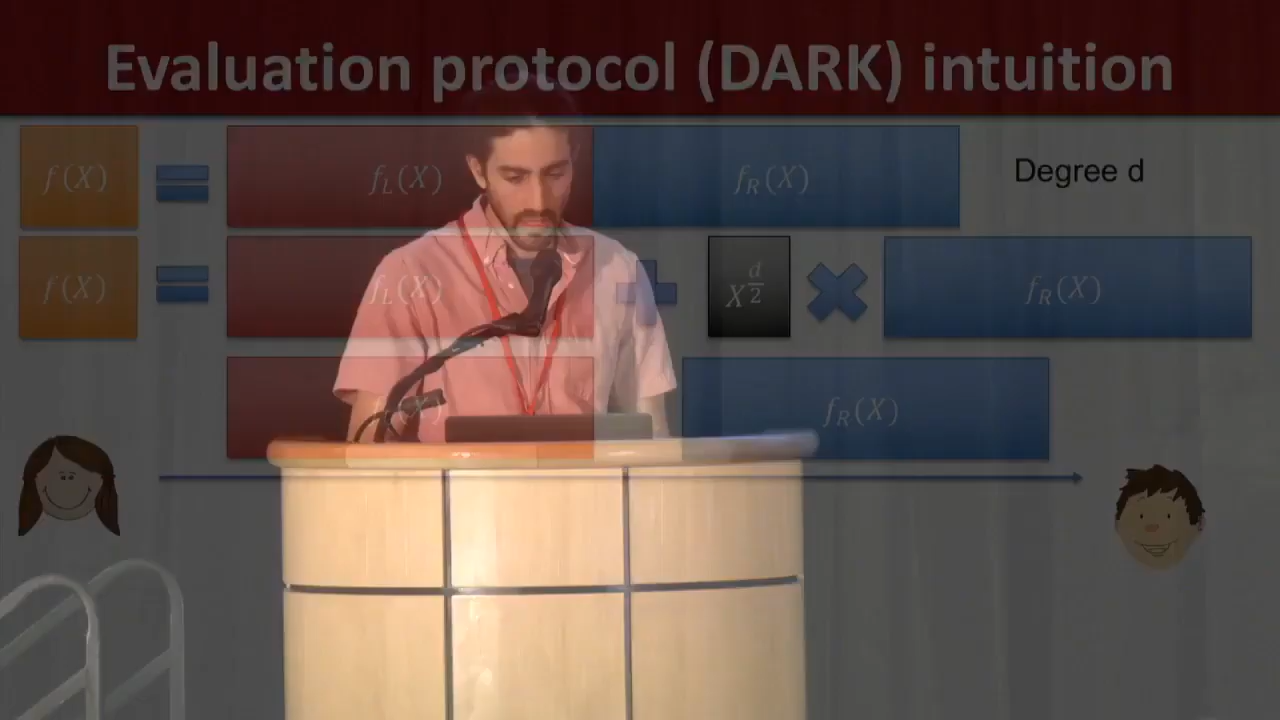 Evaluation protocol (DARK) intuition
f(X) = f_L(X) f_R(X) Degree d
f(X) = f_L(X) + X^{d/2} × f_R(X)
f_R(X)